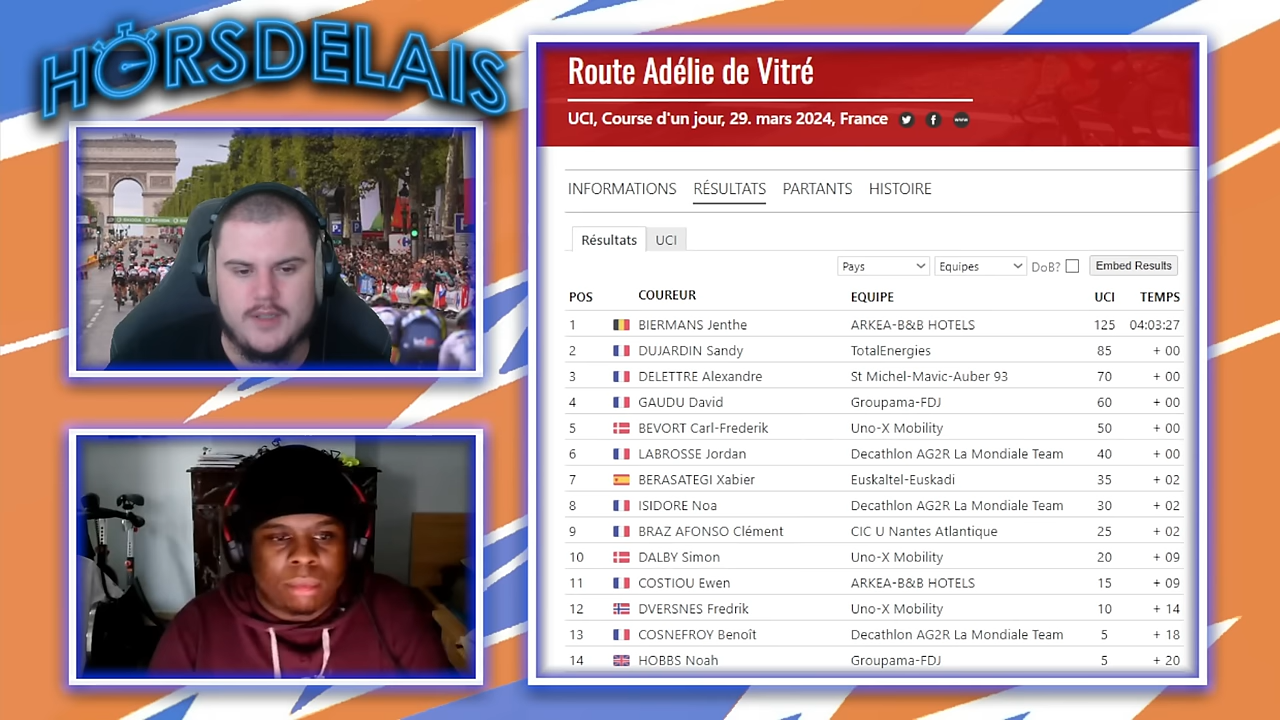 HORSDELAIS
Route Adélie de Vitré
UCI, Course d'un jour, 29. mars 2024, France
INFORMATIONS RÉSULTATS PARTANTS HISTOIRE
Résultats UCI
Pays Equipes DoB? Embed Results
POS COUREUR EQUIPE UCI TEMPS
1 BIERMANS Jenthe ARKEA-B&B HOTELS 125 04:03:27
2 DUJARDIN Sandy TotalEnergies 85 + 00
3 DELETTRE Alexandre St Michel-Mavic-Auber 93 70 + 00
4 GAUDU David Groupama-FDJ 60 + 00
5 BEVORT Carl-Frederik Uno-X Mobility 50 + 00
6 LABROSSE Jordan Decathlon AG2R La Mondiale Team 40 + 00
7 BERASATEGI Xabier Euskaltel-Euskadi 35 + 02
8 ISIDORE Noa Decathlon AG2R La Mondiale Team 30 + 02
9 BRAZ AFONSO Clément CIC U Nantes Atlantique 25 + 02
10 DALBY Simon Uno-X Mobility 20 + 09
11 COSTIOU Ewen ARKEA-B&B HOTELS 15 + 09
12 DVERSNES Fredrik Uno-X Mobility 10 + 14
13 COSNEFROY Benoît Decathlon AG2R La Mondiale Team 5 + 18
14 HOBBS Noah Groupama-FDJ 5 + 20